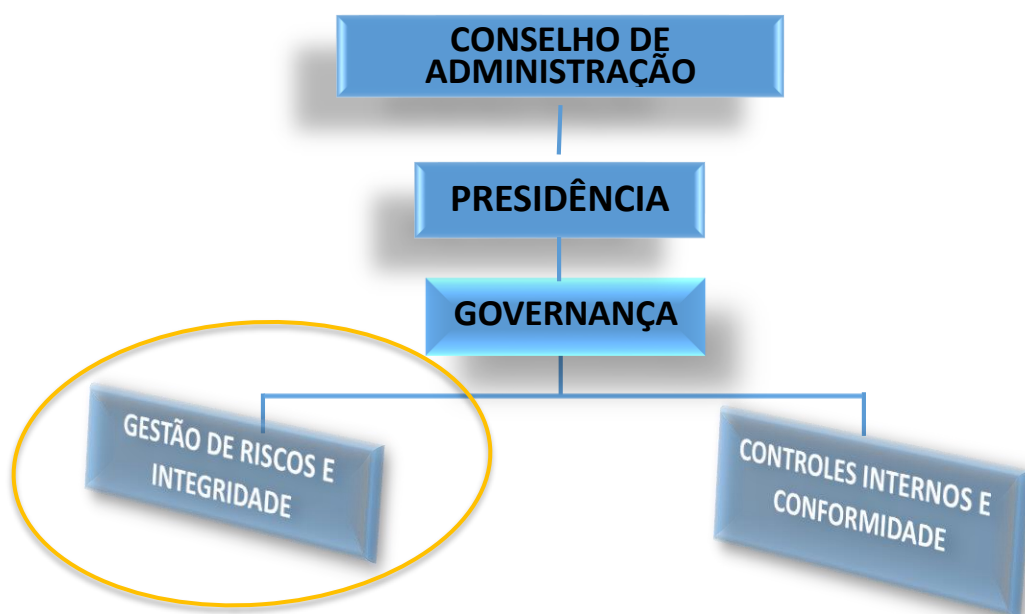 CONSELHO DE
ADMINISTRAÇÃO
PRESIDÊNCIA
GOVERNANÇA
GESTÃO DE RISCOS E
INTEGRIDADE
CONTROLES INTERNOS E
CONFORMIDADE